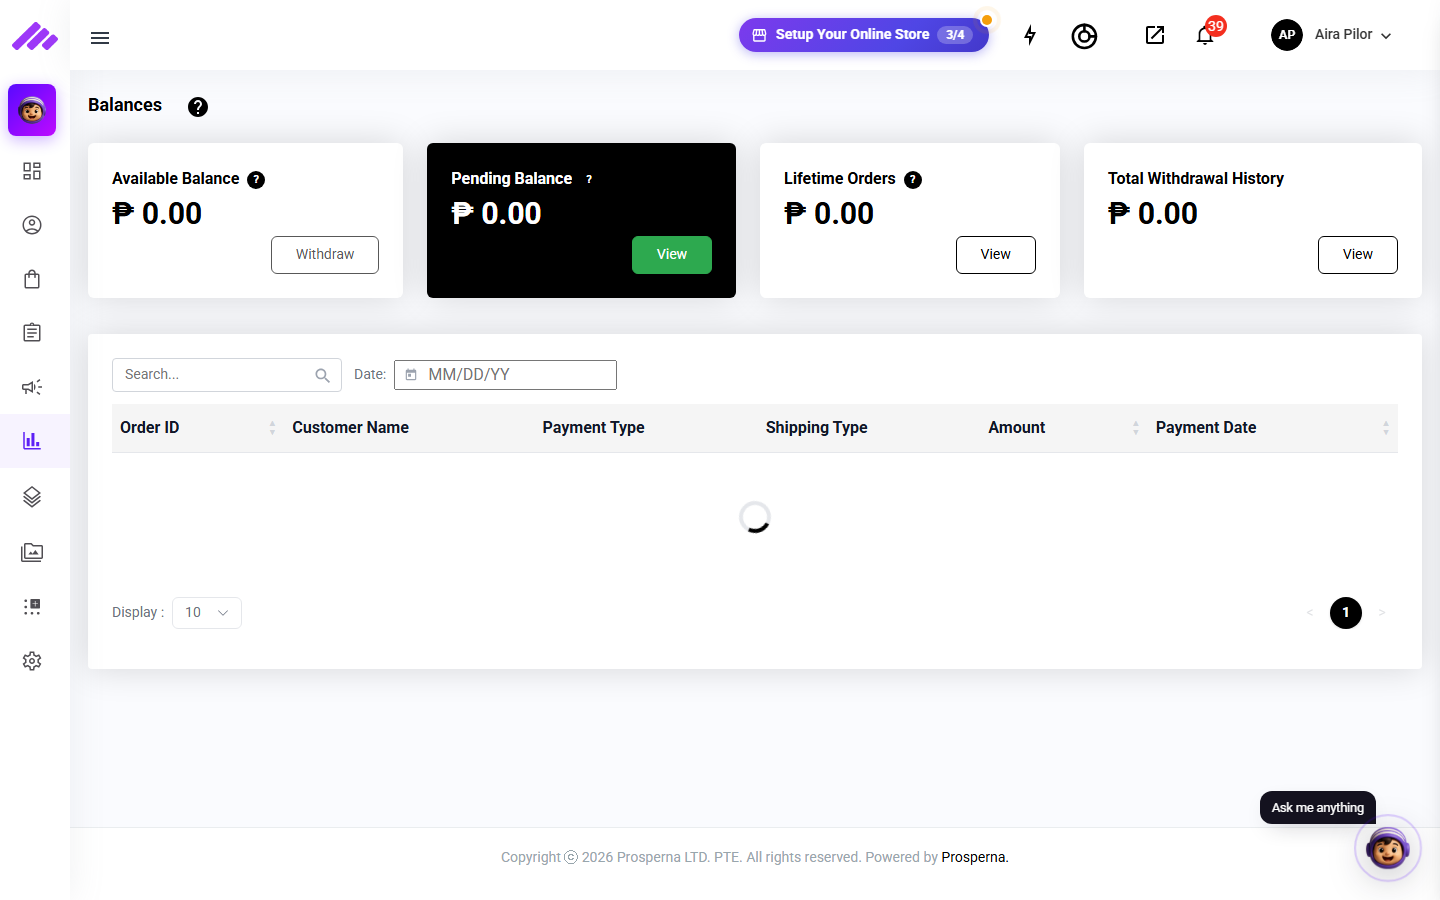 Setup Your Online Store 3/4
39
AP
Aira Pilor
Balances ?
Available Balance ?
₱ 0.00
Withdraw
Pending Balance ?
₱ 0.00
View
Lifetime Orders ?
₱ 0.00
View
Total Withdrawal History
₱ 0.00
View
Search...
Date: MM/DD/YY
Order ID Customer Name Payment Type Shipping Type Amount Payment Date
Display : 10
< 1 >
Ask me anything
Copyright © 2026 Prosperna LTD. PTE. All rights reserved. Powered by Prosperna.